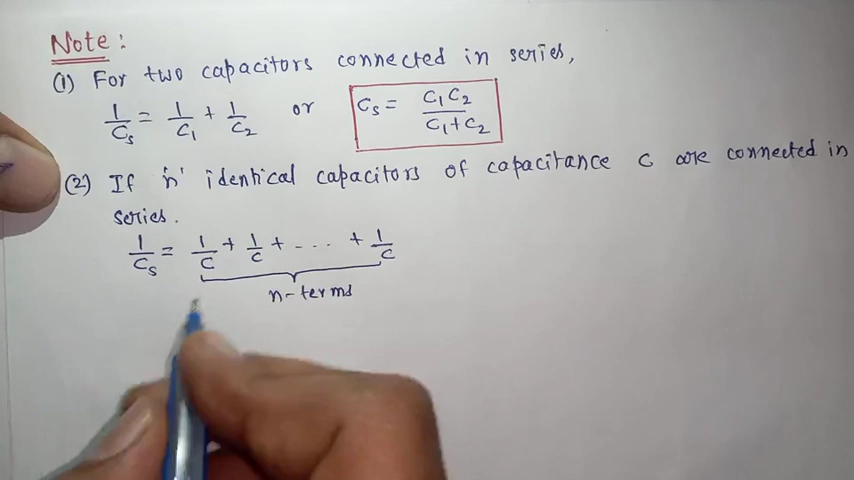 Note:
(1) For two capacitors connected in series,
1/Cs = 1/C1 + 1/C2 or Cs = C1C2/C1+C2
(2) If 'n' identical capacitors of capacitance C are connected in
series.
1/Cs = 1/C + 1/C + ... + 1/C
n-terms